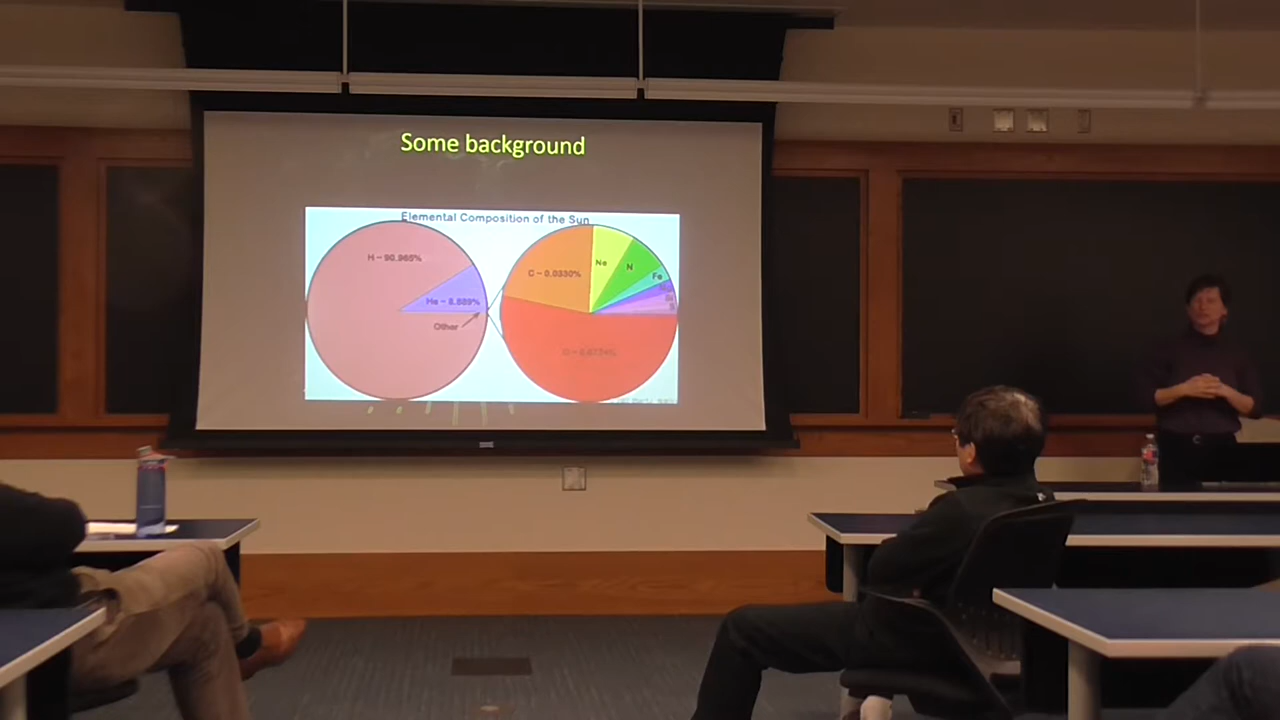 Some background
Elemental Composition of the Sun
H – 90.965%
He – 8.889%
Other
C – 0.0330%
Ne
N
Fe